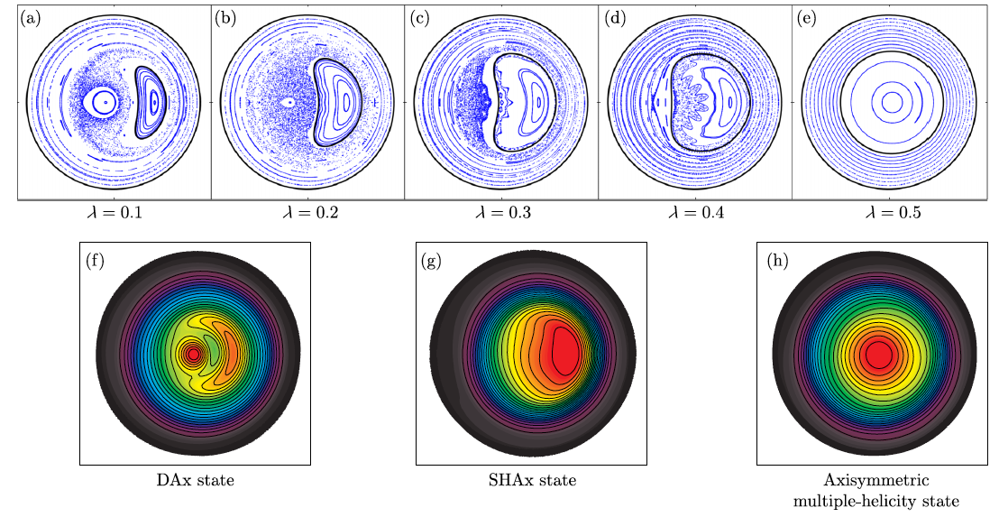 (a) (b) (c) (d) (e)
λ = 0.1 λ = 0.2 λ = 0.3 λ = 0.4 λ = 0.5
(f) (g) (h)
DAx state SHAx state Axisymmetric
multiple-helicity state